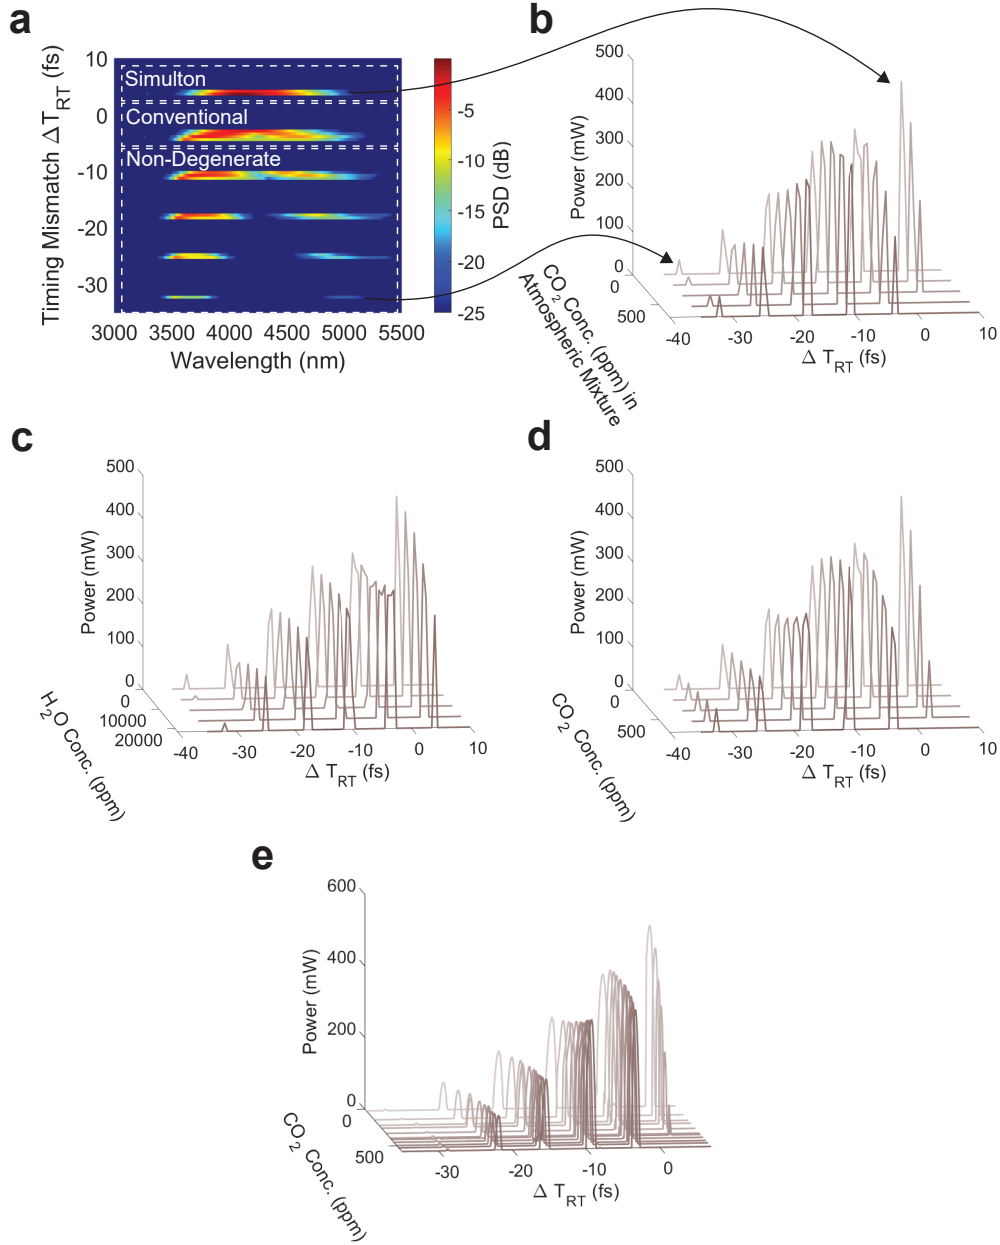 a
Timing Mismatch ΔT_RT (fs)
10
0
-10
-20
-30
Simulton
Conventional
Non-Degenerate
3000 3500 4000 4500 5000 5500
Wavelength (nm)
-5
-10
-15
-20
-25
PSD (dB)
b
Power (mW)
500
400
300
200
100
0
0
500
CO₂ Conc. (ppm) in
Atmospheric Mixture
-40 -30 -20 -10 0 10
Δ T_RT (fs)
c
Power (mW)
500
400
300
200
100
0
0
10000
20000
H₂O Conc. (ppm)
-40 -30 -20 -10 0 10
Δ T_RT (fs)
d
Power (mW)
500
400
300
200
100
0
0
500
CO₂ Conc. (ppm)
-40 -30 -20 -10 0 10
Δ T_RT (fs)
e
Power (mW)
600
400
200
0
0
500
CO₂ Conc. (ppm)
-30 -20 -10 0
Δ T_RT (fs)